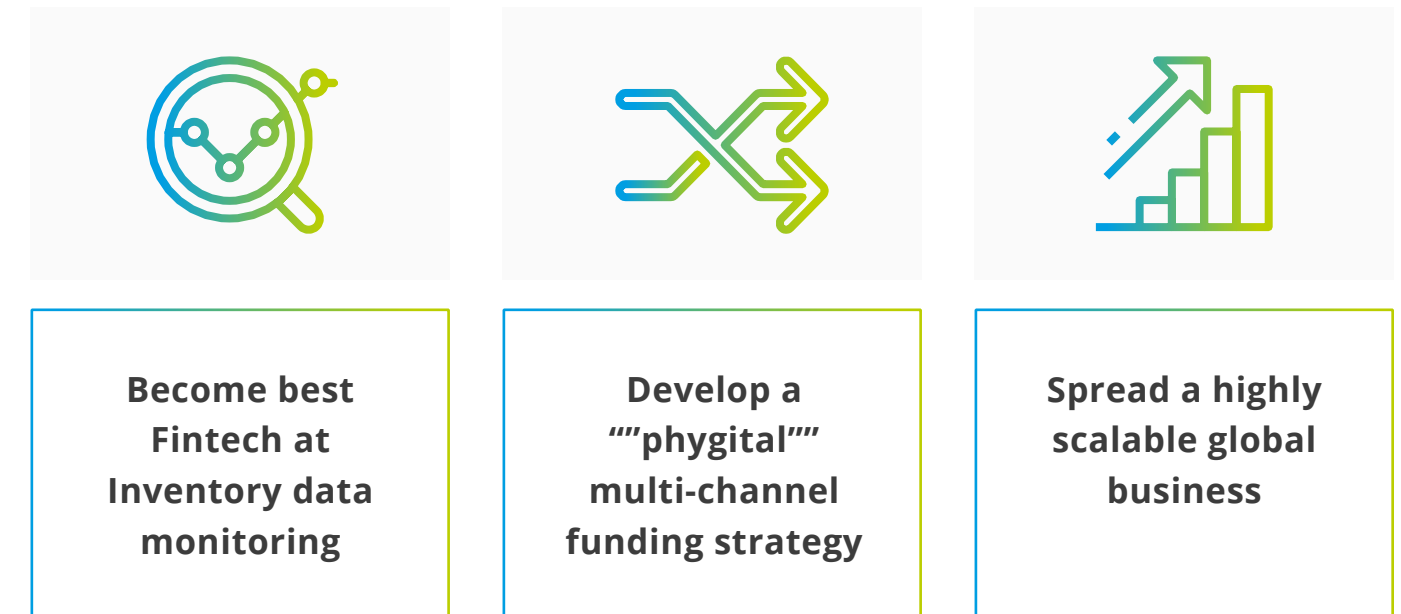 Become best
Fintech at
Inventory data
monitoring
Develop a
“”phygital””
multi-channel
funding strategy
Spread a highly
scalable global
business